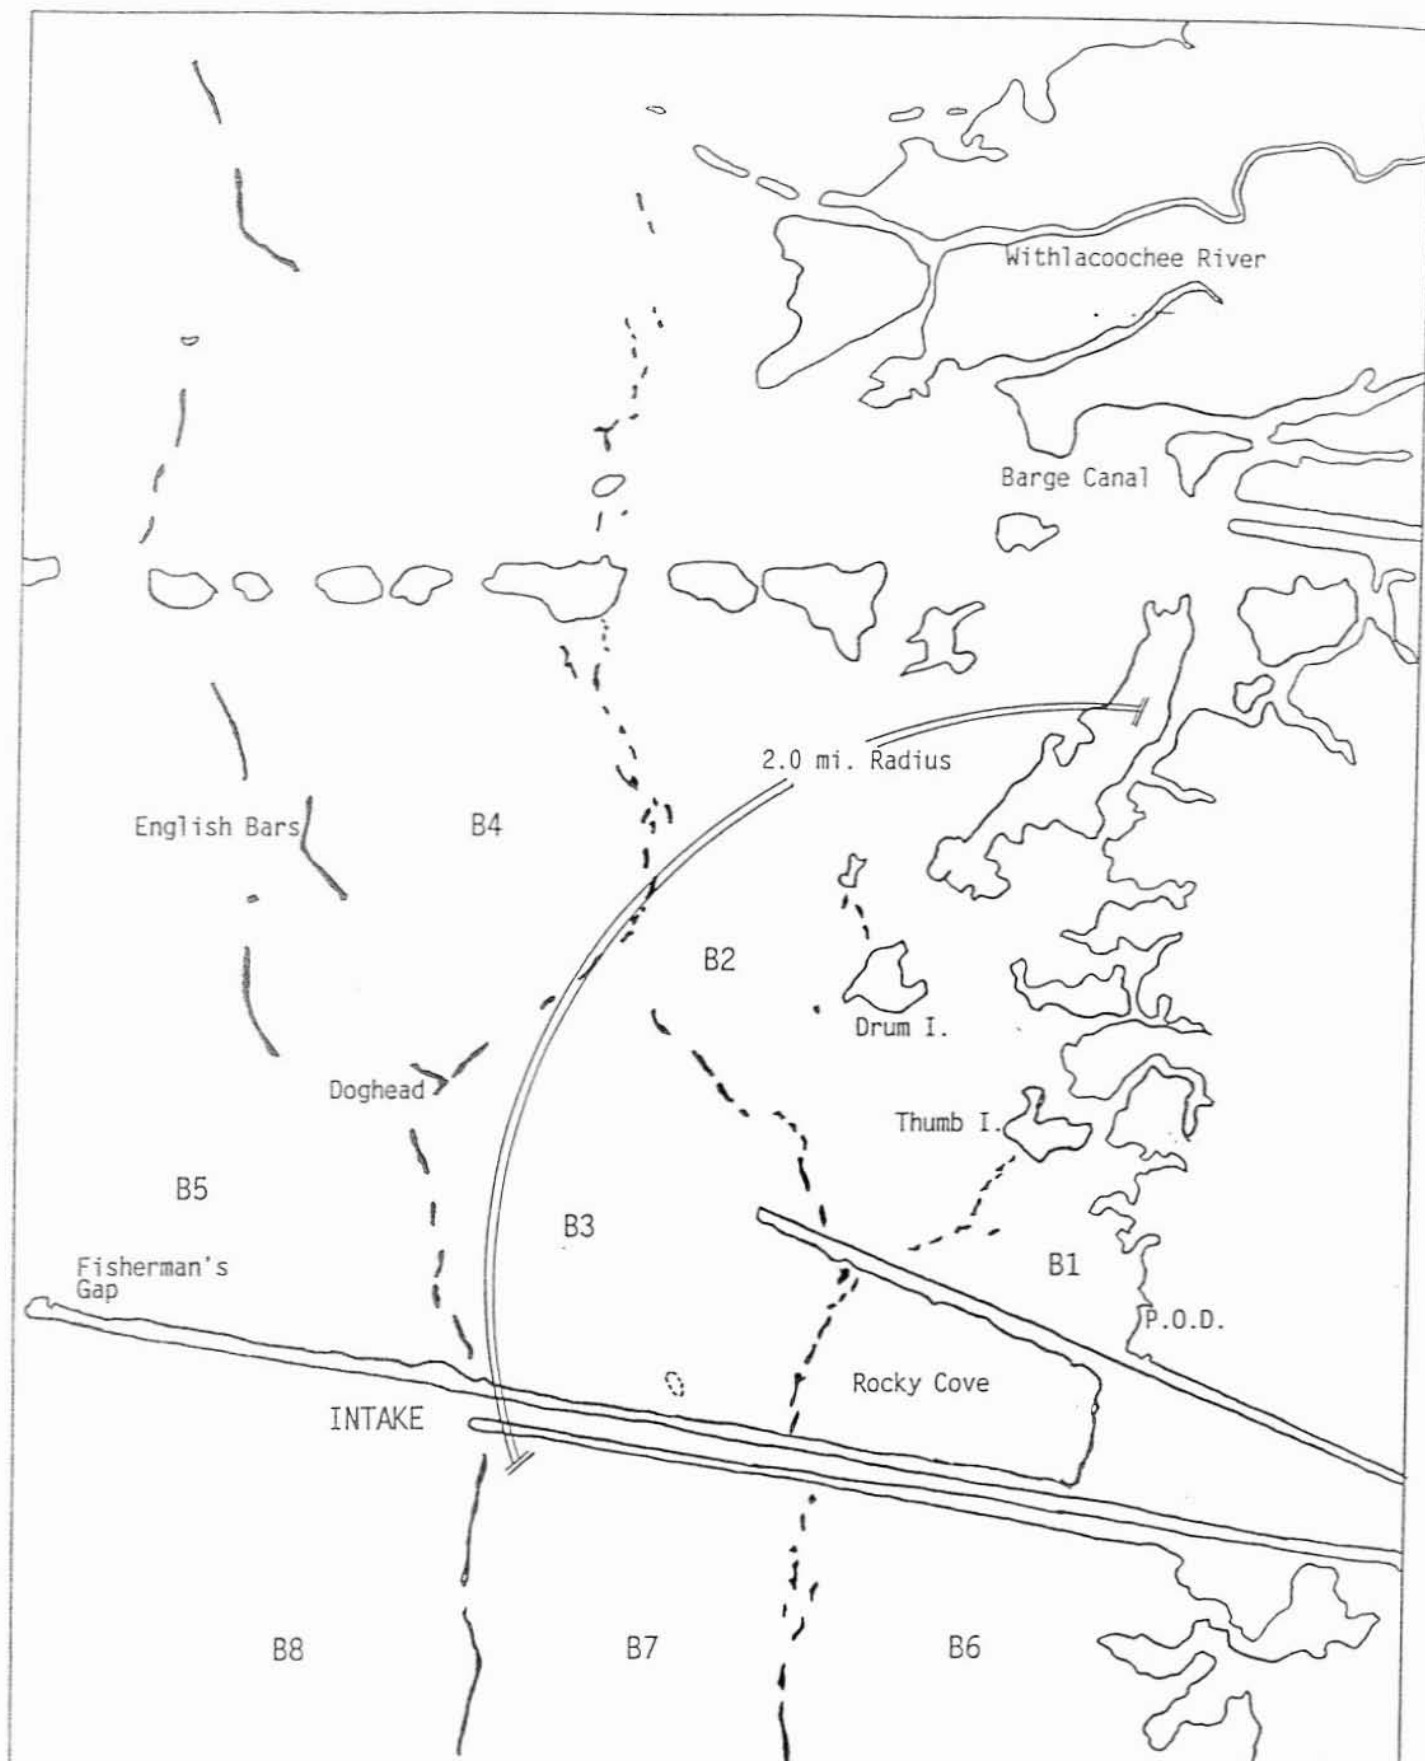 Withlacoochee River
Barge Canal
2.0 mi. Radius
English Bars
B4
B2
Drum I.
Doghead
Thumb I.
B5
B3
Fisherman's
Gap
B1
P.O.D.
Rocky Cove
INTAKE
B8
B7
B6